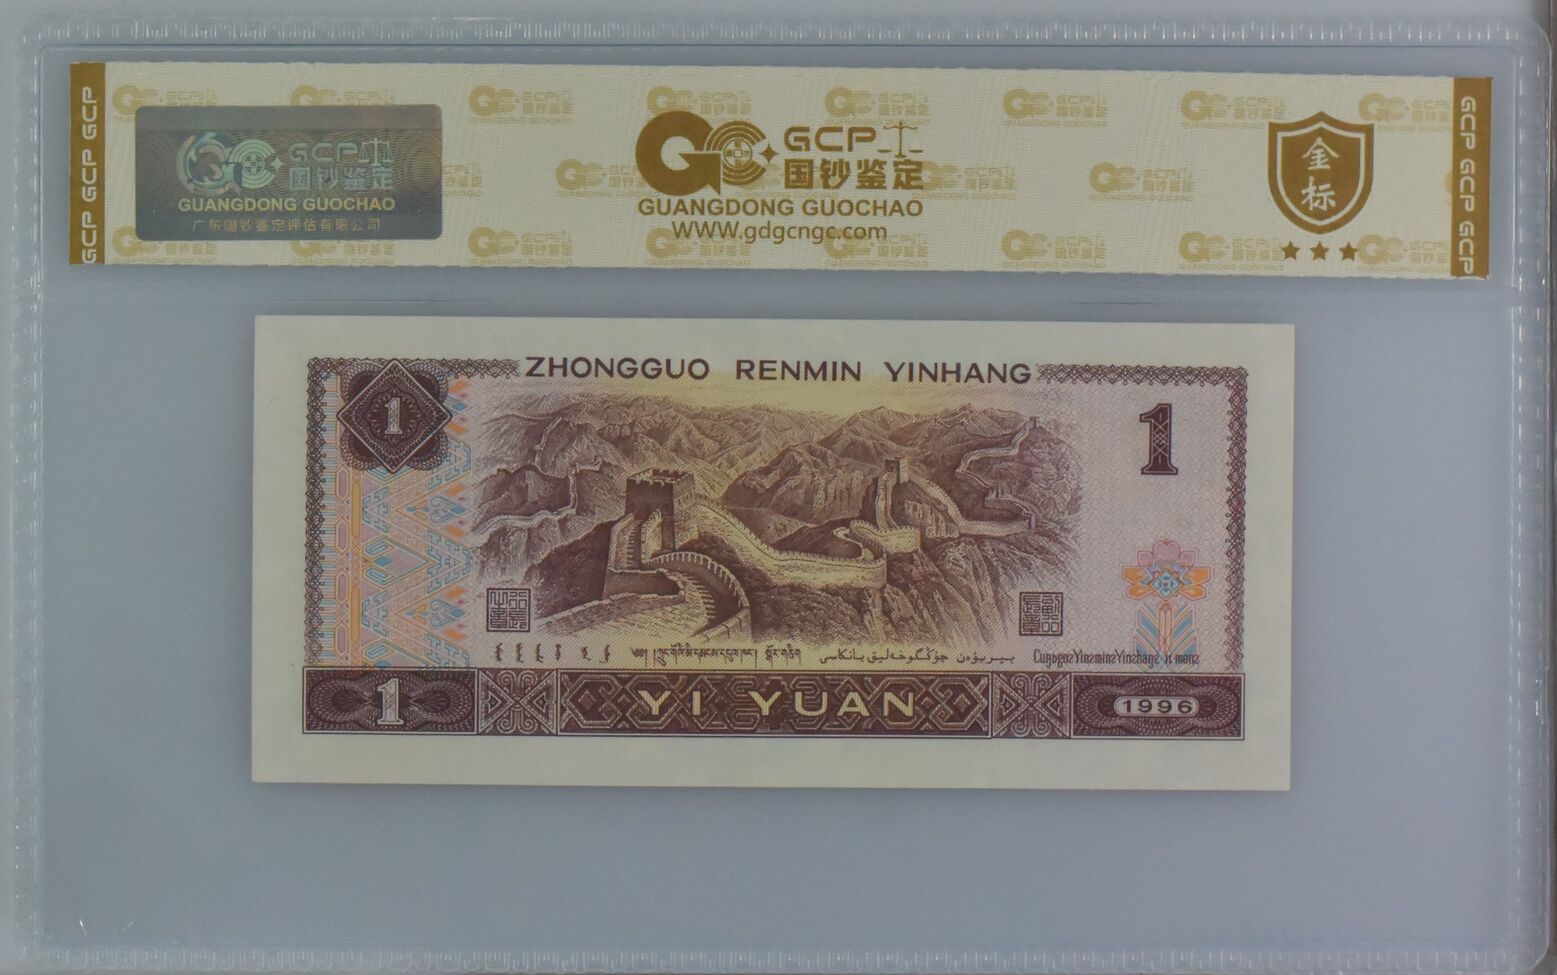 GCP GCP GCP
GCP
国钞鉴定
GUANGDONG GUOCHAO
广东国钞鉴定评估有限公司
GCP
国钞鉴定
GUANGDONG GUOCHAO
WWW.gdgcngc.com
金
标
GCP GCP GCP
ZHONGGUO RENMIN YINHANG
1
1
1
YI YUAN
1996